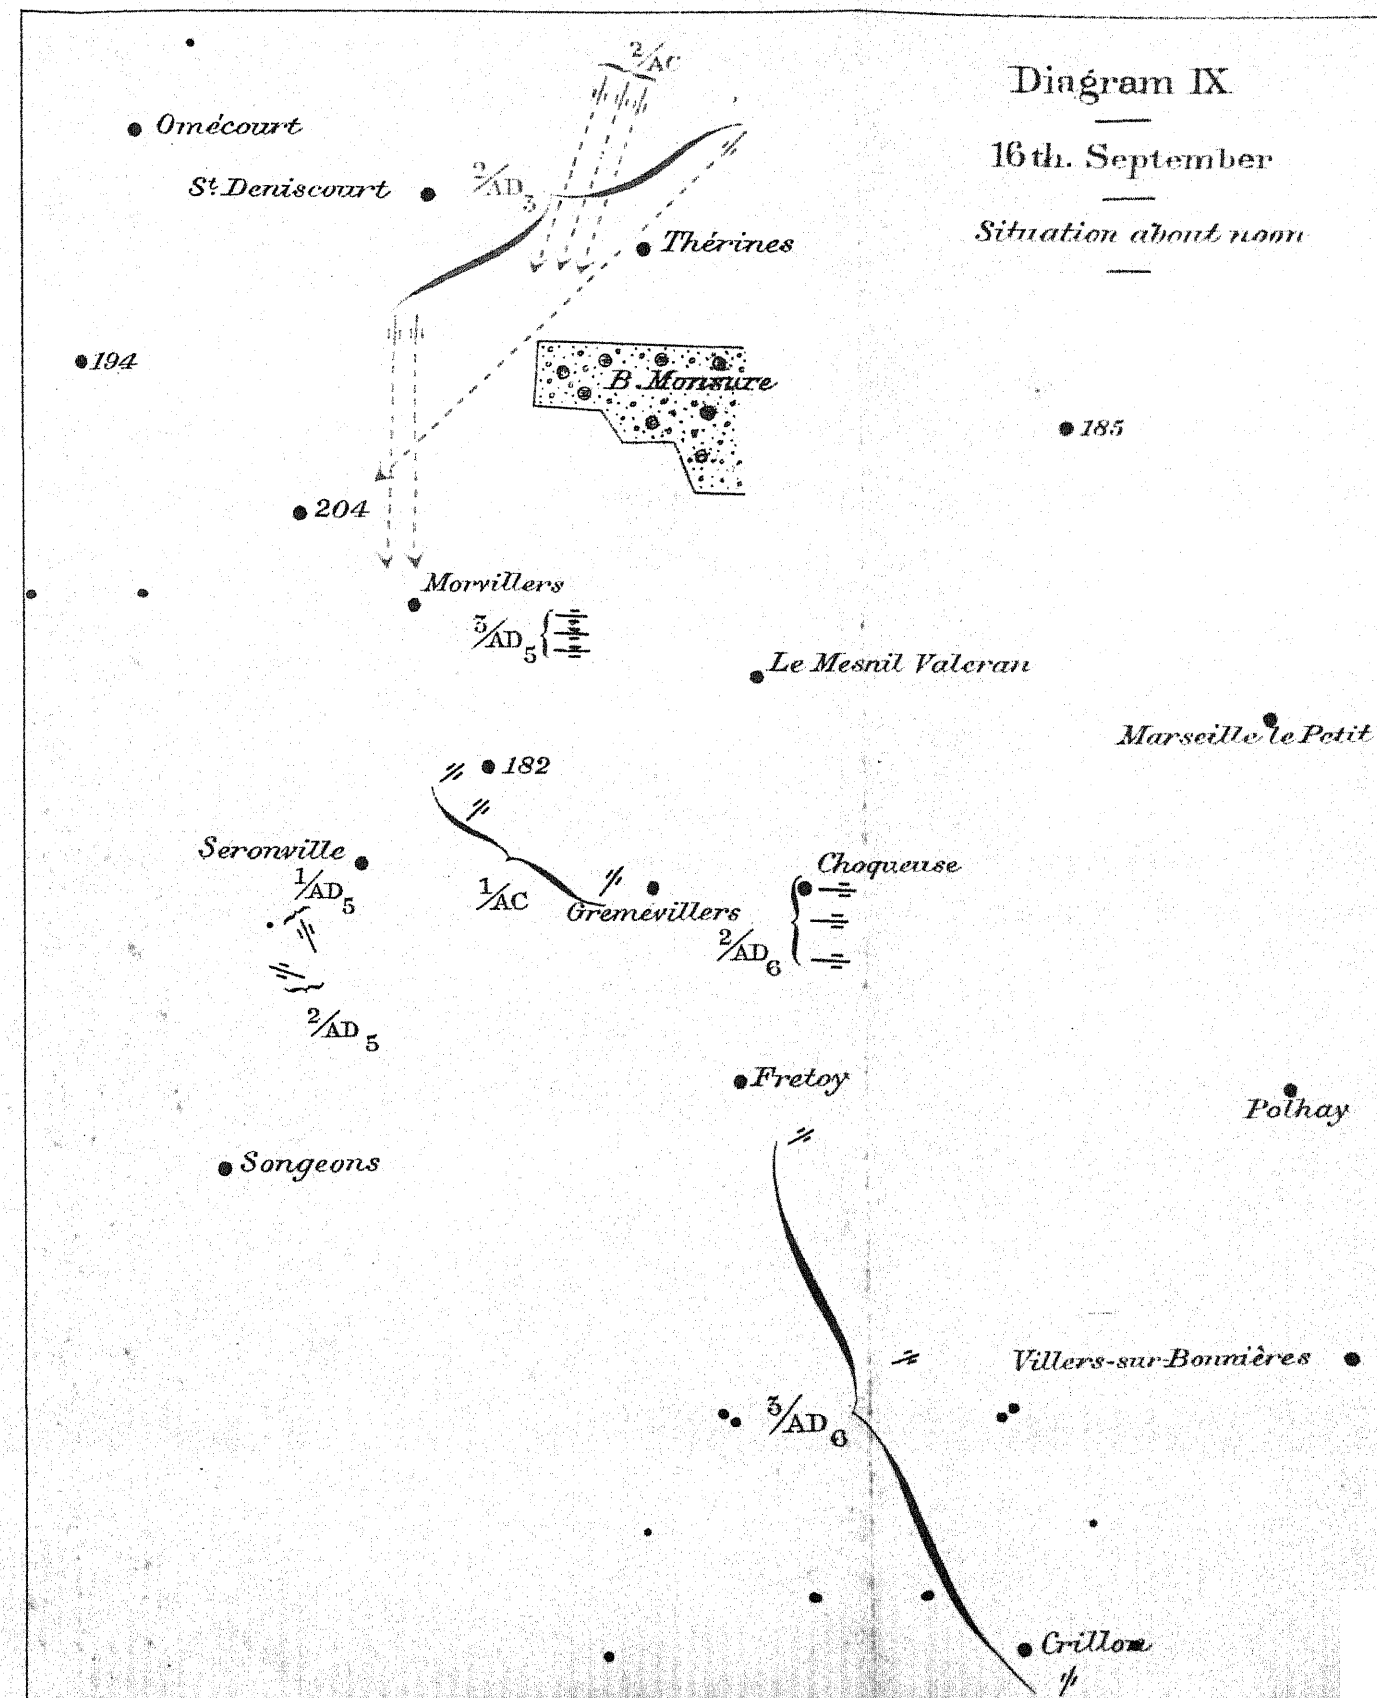 2/AC
Diagram IX
Omécourt
16th. September
St. Deniscourt
2/AD3
Situation about noon
Thérines
194
B. Monsure
185
204
Morvillers
3/AD5
Le Mesnil Valeran
Marseille le Petit
182
Seronville
1/AD5
1/AC
Gremévillers
Choqueuse
2/AD6
2/AD5
Fretoy
Polhay
Songeons
Villers-sur-Bonnières
3/AD6
Crillon